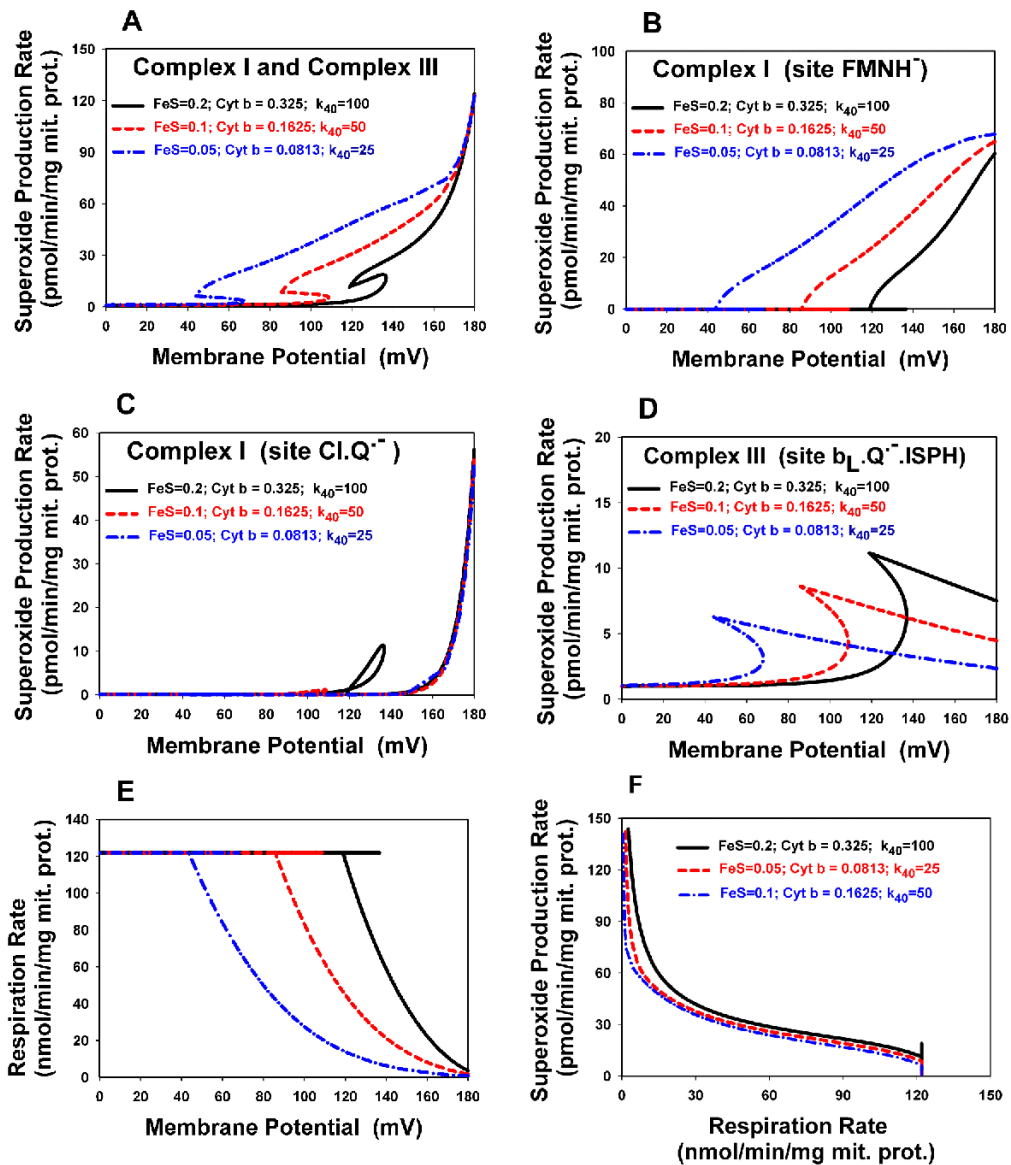 A
Superoxide Production Rate
(pmol/min/mg mit. prot.)
150
120
90
60
30
0
Complex I and Complex III
FeS=0.2; Cyt b = 0.325; k40=100
FeS=0.1; Cyt b = 0.1625; k40=50
FeS=0.05; Cyt b = 0.0813; k40=25
0 20 40 60 80 100 120 140 160 180
Membrane Potential (mV)
B
Superoxide Production Rate
(pmol/min/mg mit. prot.)
100
80
60
40
20
0
Complex I (site FMNH-)
FeS=0.2; Cyt b = 0.325; k40=100
FeS=0.1; Cyt b = 0.1625; k40=50
FeS=0.05; Cyt b = 0.0813; k40=25
0 20 40 60 80 100 120 140 160 180
Membrane Potential (mV)
C
Superoxide Production Rate
(pmol/min/mg mit. prot.)
60
50
40
30
20
10
0
Complex I (site CI.Q·-)
FeS=0.2; Cyt b = 0.325; k40=100
FeS=0.1; Cyt b = 0.1625; k40=50
FeS=0.05; Cyt b = 0.0813; k40=25
0 20 40 60 80 100 120 140 160 180
Membrane Potential (mV)
D
Superoxide Production Rate
(pmol/min/mg mit. prot.)
20
15
10
5
0
Complex III (site bL.Q·-.ISPH)
FeS=0.2; Cyt b = 0.325; k40=100
FeS=0.1; Cyt b = 0.1625; k40=50
FeS=0.05; Cyt b = 0.0813; k40=25
0 20 40 60 80 100 120 140 160 180
Membrane Potential (mV)
E
Respiration Rate
(nmol/min/mg mit. prot.)
140
120
100
80
60
40
20
0
0 20 40 60 80 100 120 140 160 180
Membrane Potential (mV)
F
Superoxide Production Rate
(pmol/min/mg mit. prot.)
150
120
90
60
30
0
FeS=0.2; Cyt b = 0.325; k40=100
FeS=0.05; Cyt b = 0.0813; k40=25
FeS=0.1; Cyt b = 0.1625; k40=50
0 30 60 90 120 150
Respiration Rate
(nmol/min/mg mit. prot.)